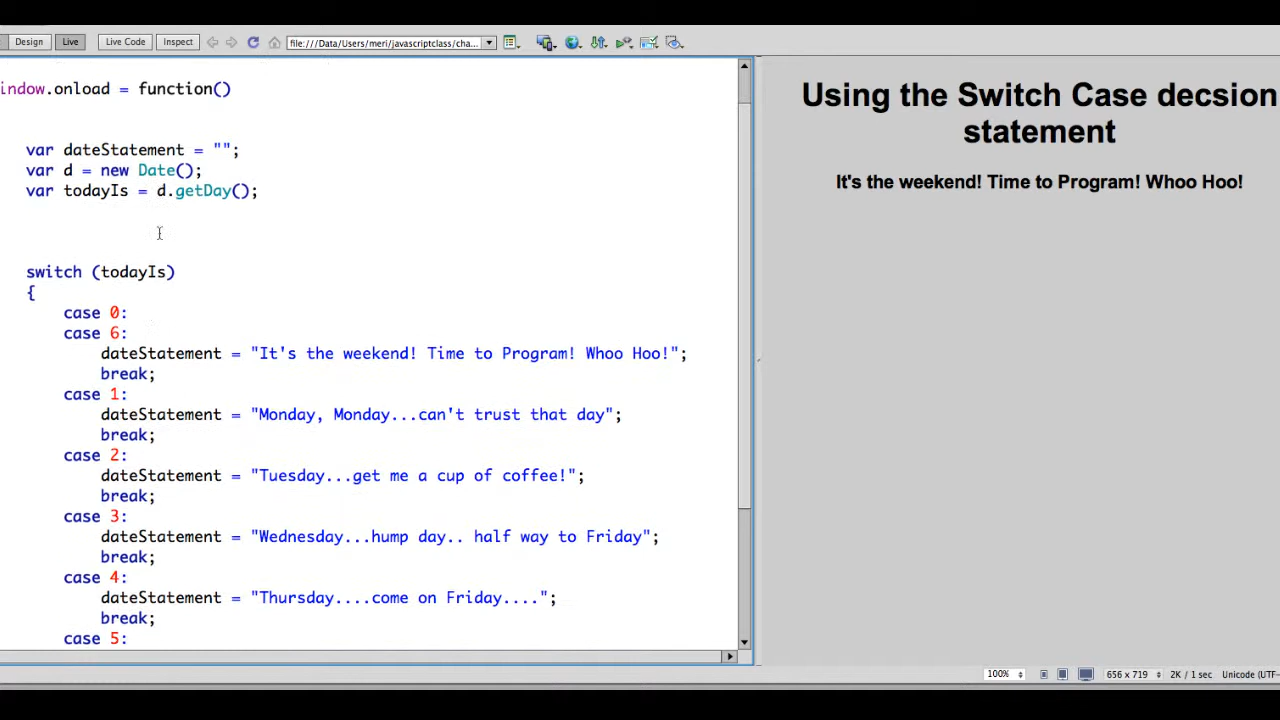 Design Live Live Code Inspect file:///Data/Users/meri/javascriptclass/cha...
indow.onload = function()
var dateStatement = "";
var d = new Date();
var todayIs = d.getDay();
switch (todayIs)
{
case 0:
case 6:
dateStatement = "It's the weekend! Time to Program! Whoo Hoo!";
break;
case 1:
dateStatement = "Monday, Monday...can't trust that day";
break;
case 2:
dateStatement = "Tuesday...get me a cup of coffee!";
break;
case 3:
dateStatement = "Wednesday...hump day.. half way to Friday";
break;
case 4:
dateStatement = "Thursday....come on Friday....";
break;
case 5:
Using the Switch Case decsion
statement
It's the weekend! Time to Program! Whoo Hoo!
100% 656 x 719 2K / 1 sec Unicode (UTF-